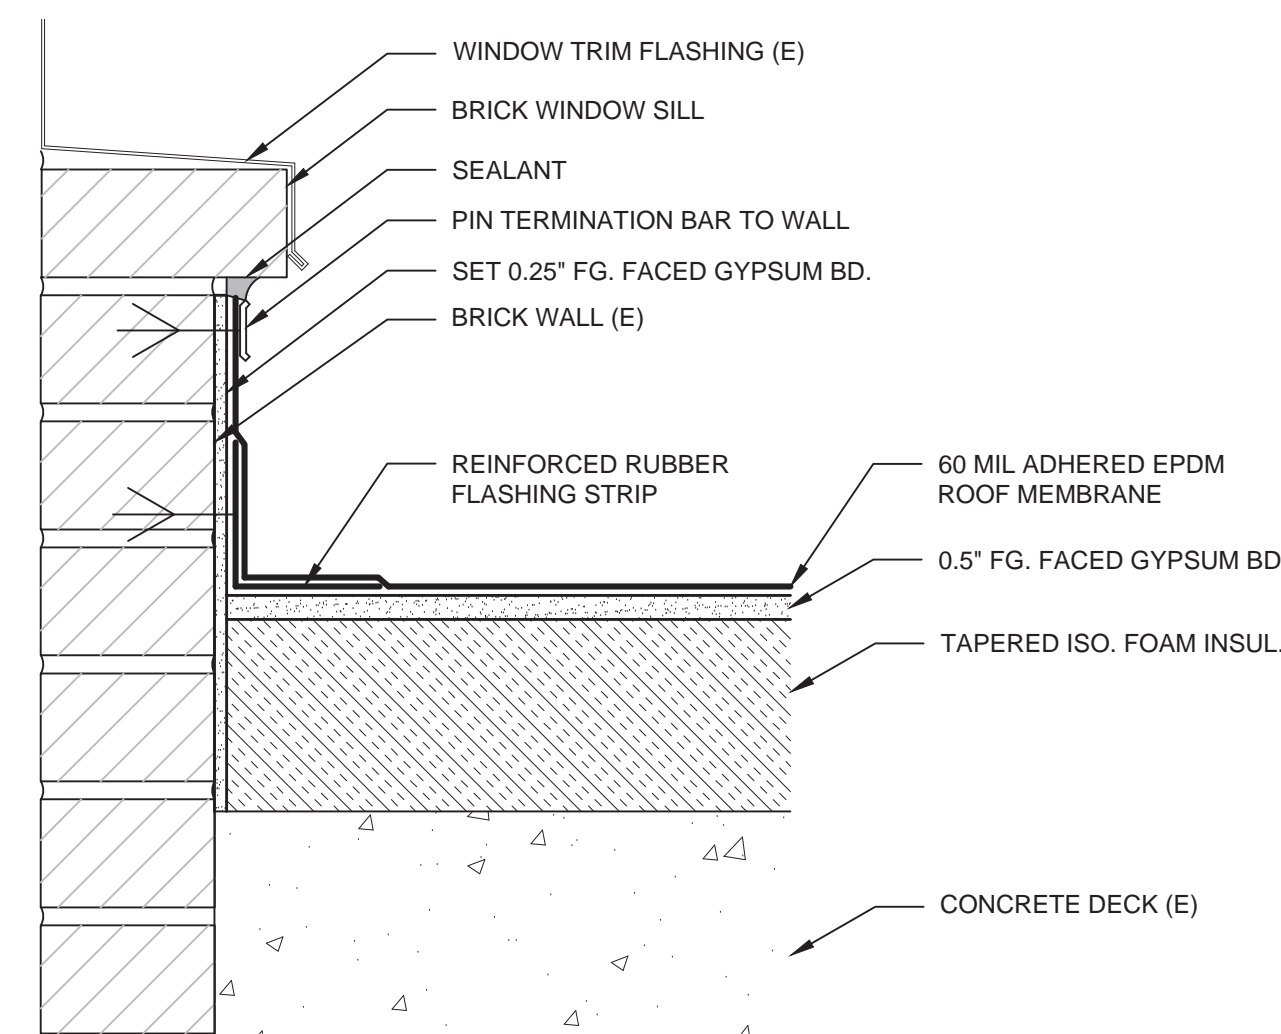 WINDOW TRIM FLASHING (E)
BRICK WINDOW SILL
SEALANT
PIN TERMINATION BAR TO WALL
SET 0.25" FG. FACED GYPSUM BD.
BRICK WALL (E)
REINFORCED RUBBER
FLASHING STRIP
60 MIL ADHERED EPDM
ROOF MEMBRANE
0.5" FG. FACED GYPSUM BD
TAPERED ISO. FOAM INSUL.
CONCRETE DECK (E)